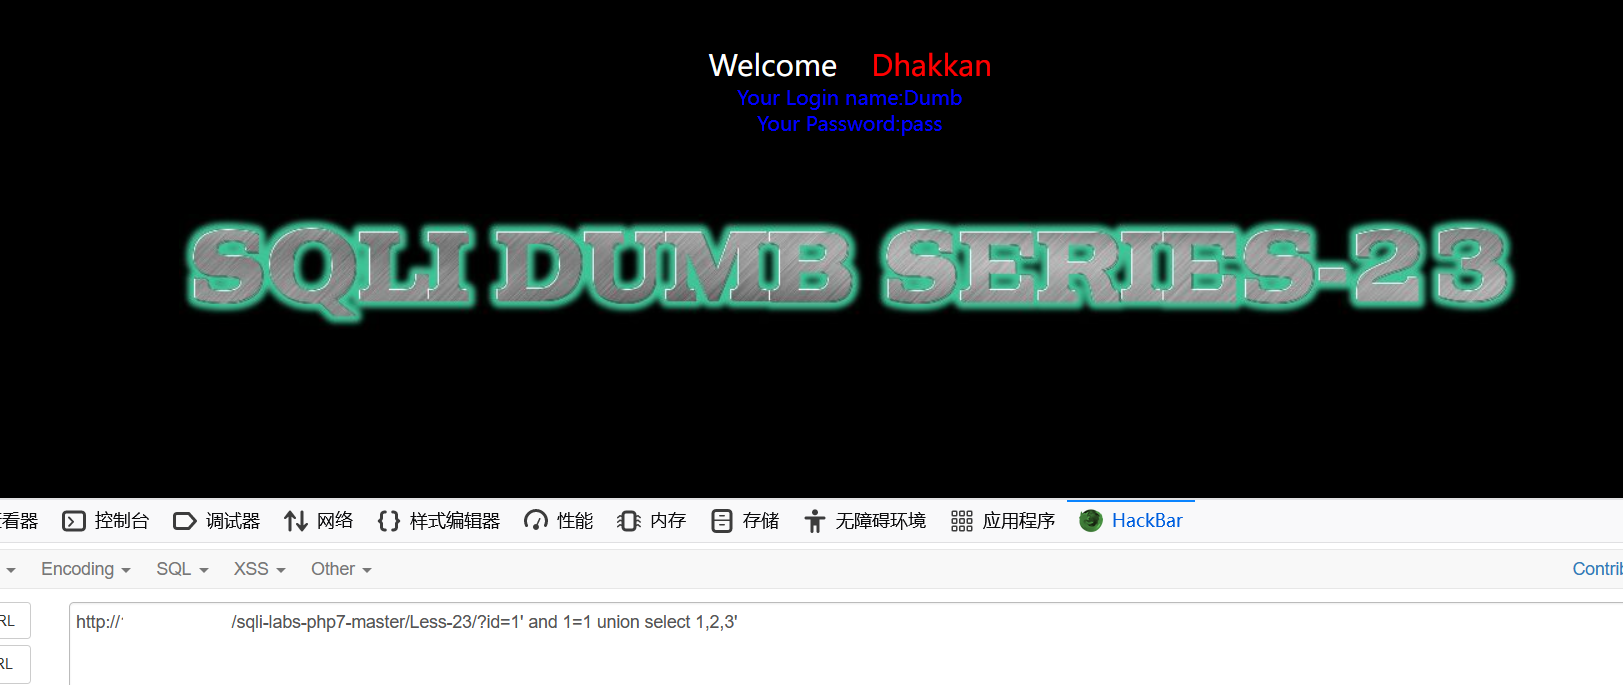 Welcome Dhakkan
Your Login name:Dumb
Your Password:pass
SQLI DUMB SERIES-23
看器 控制台 调试器 网络 样式编辑器 性能 内存 存储 无障碍环境 应用程序 HackBar
Encoding SQL XSS Other Contrib
RL http:// /sqli-labs-php7-master/Less-23/?id=1' and 1=1 union select 1,2,3'
RL